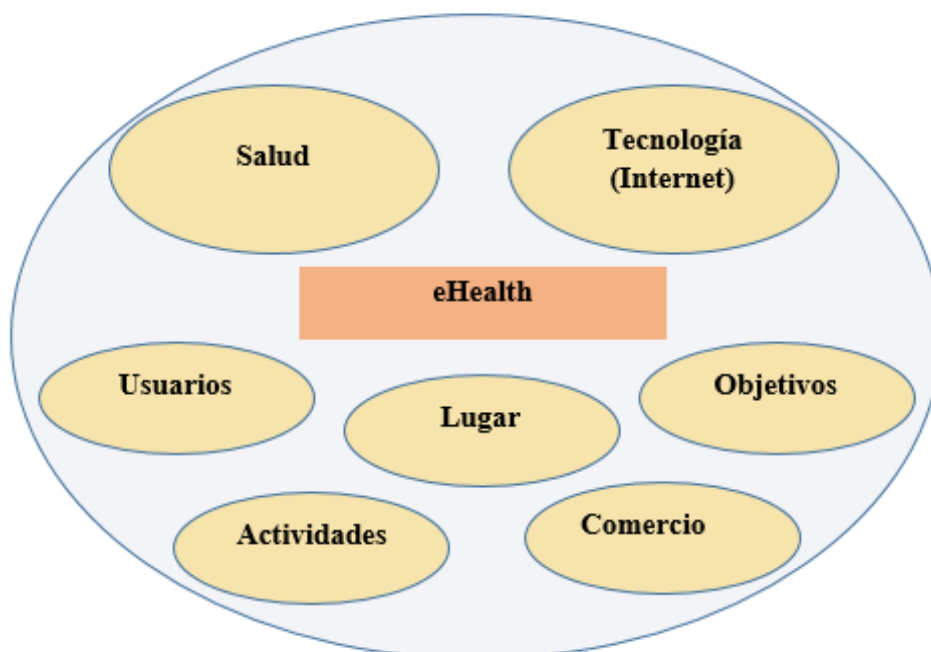 Salud
Tecnología
(Internet)
eHealth
Usuarios
Lugar
Objetivos
Actividades
Comercio